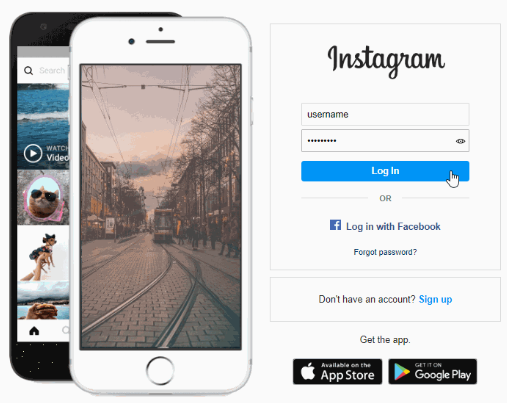 Search
WATCH
Video
Instagram
username
•••••••••
Log In
OR
Log in with Facebook
Forgot password?
Don't have an account? Sign up
Get the app.
Available on the
App Store
GET IT ON
Google Play